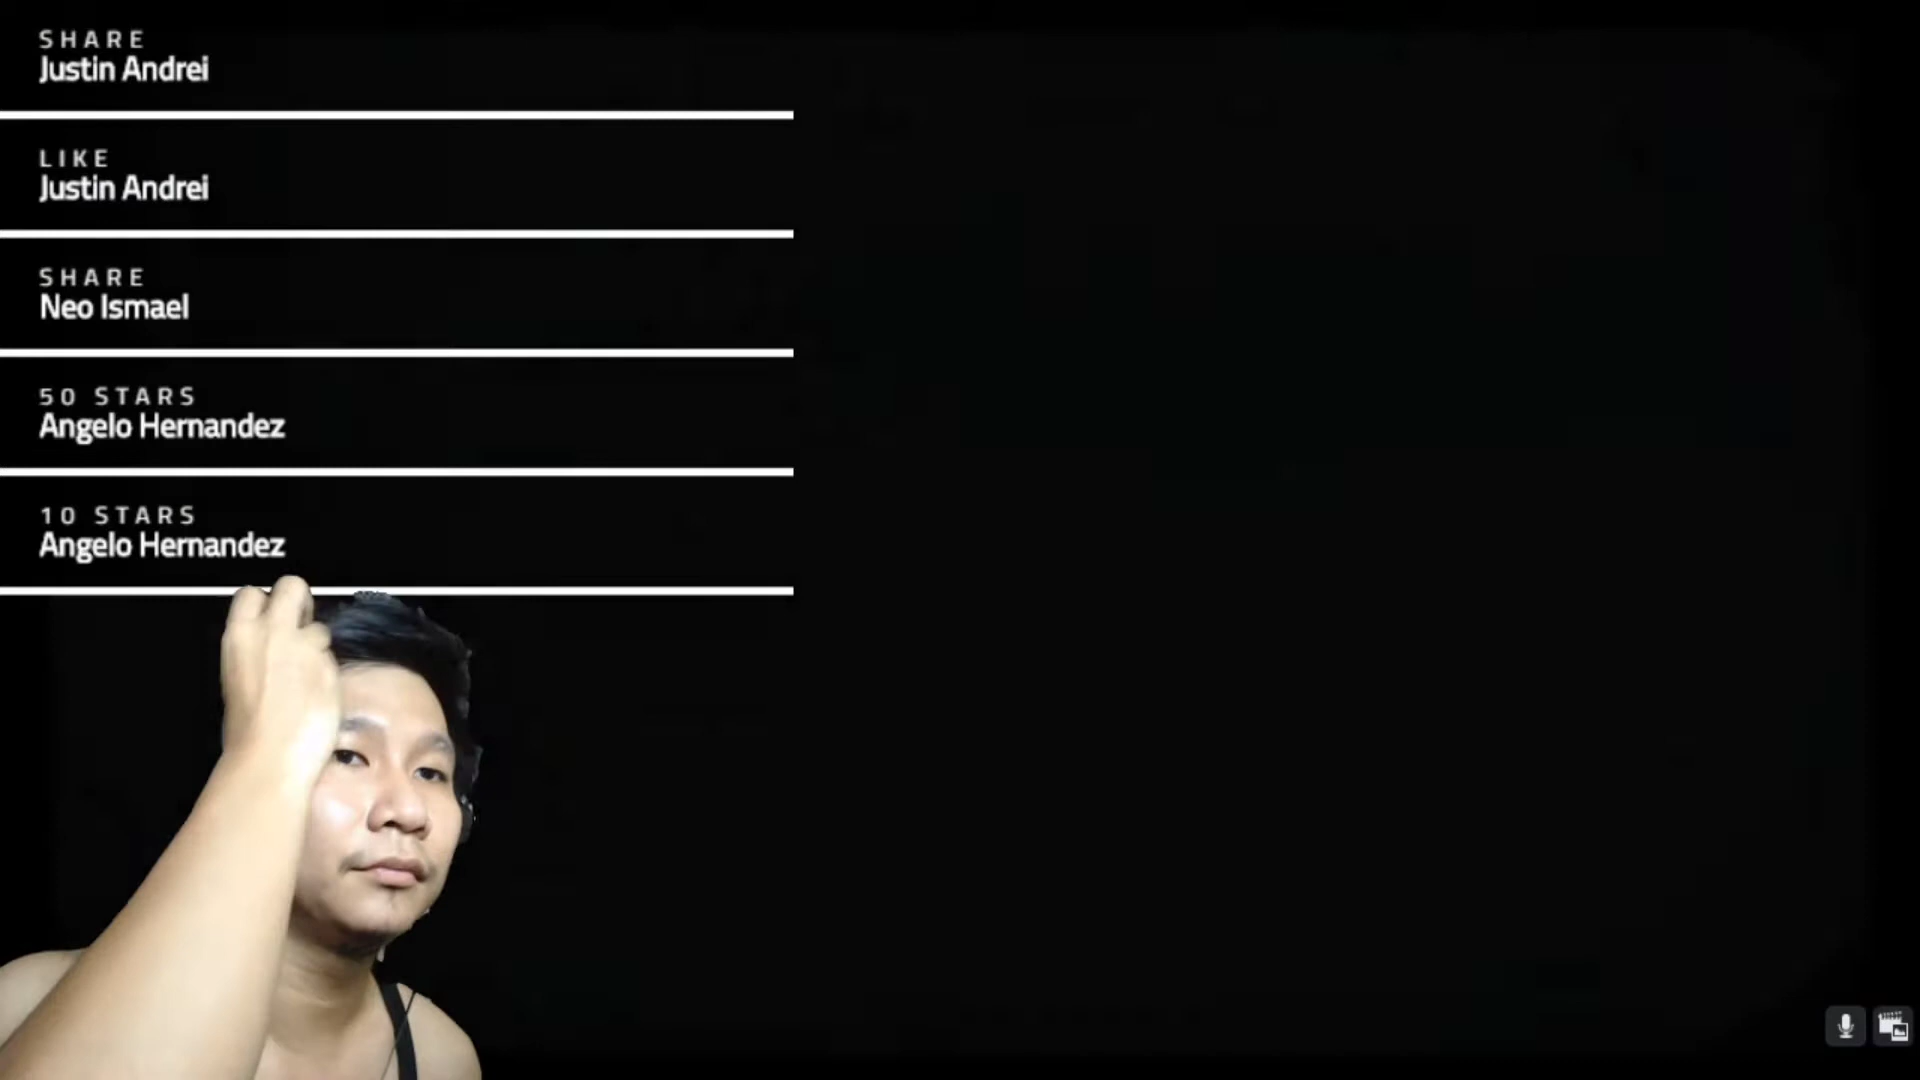 SHARE
Justin Andrei
LIKE
Justin Andrei
SHARE
Neo Ismael
50 STARS
Angelo Hernandez
10 STARS
Angelo Hernandez